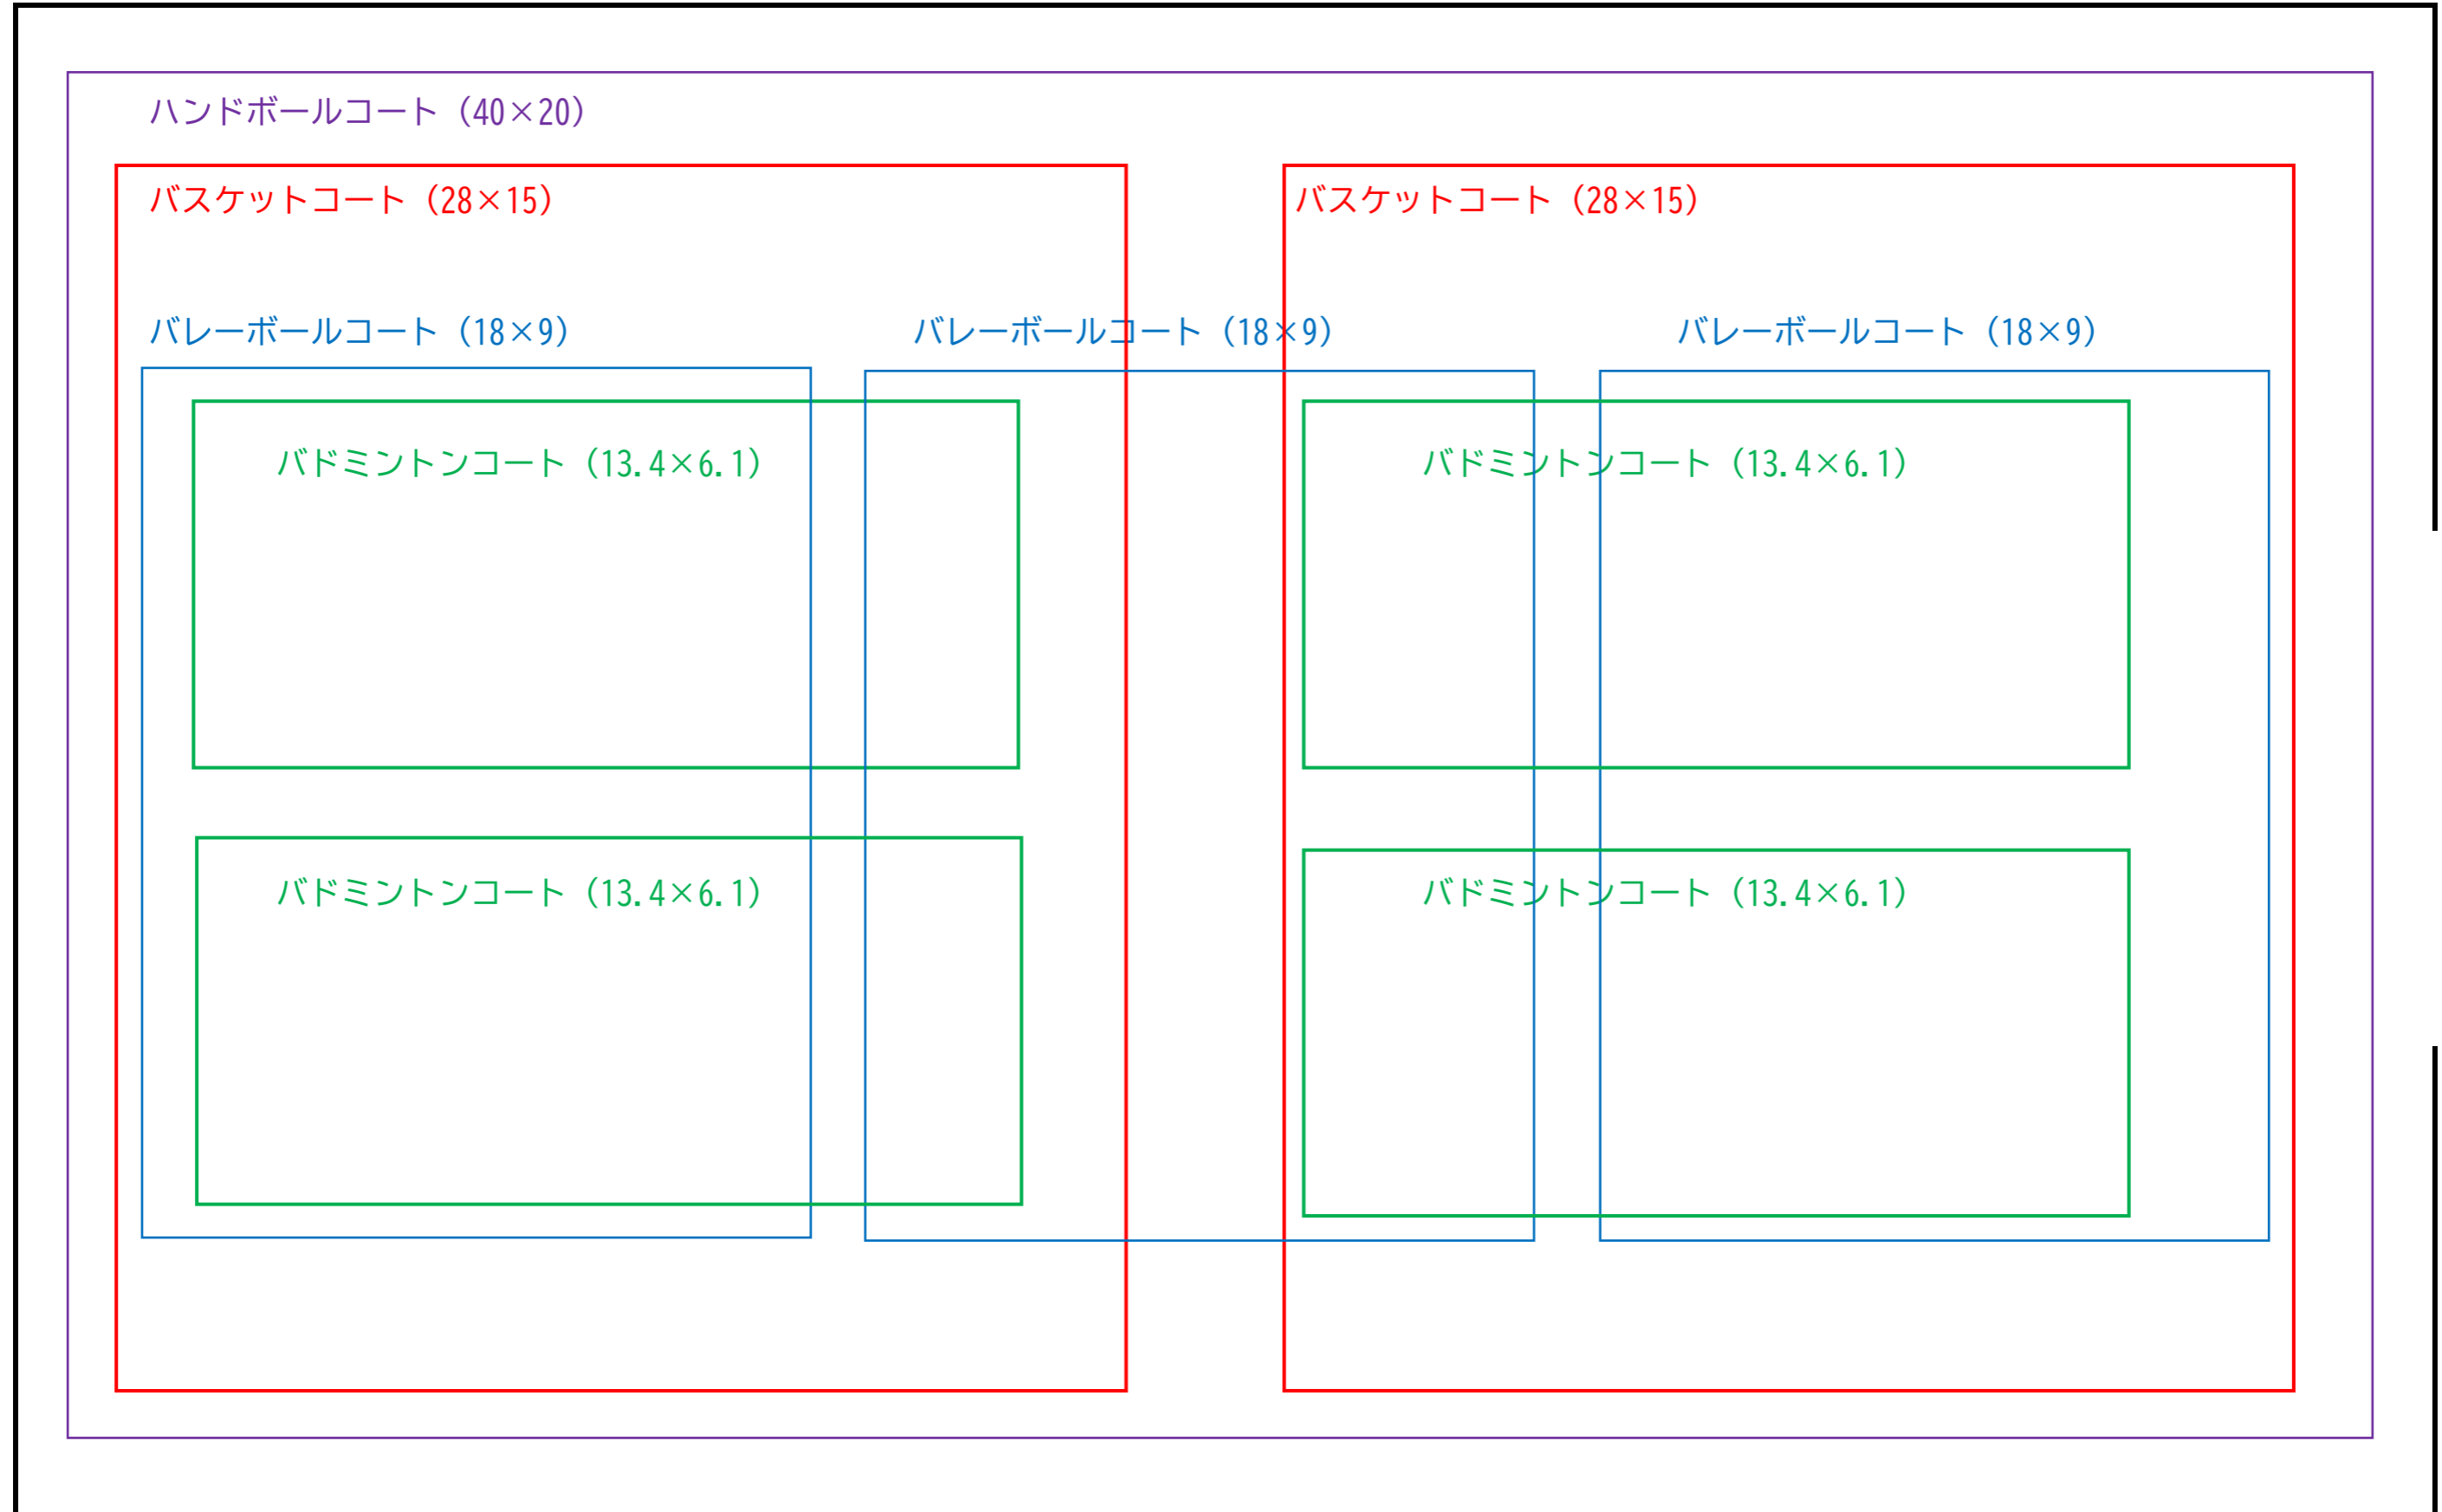 ハンドボールコート (40×20)
バスケットコート (28×15)
バスケットコート (28×15)
バレーボールコート (18×9)
バレーボールコート (18×9)
バレーボールコート (18×9)
バドミントンコート (13.4×6.1)
バドミントンコート (13.4×6.1)
バドミントンコート (13.4×6.1)
バドミントンコート (13.4×6.1)